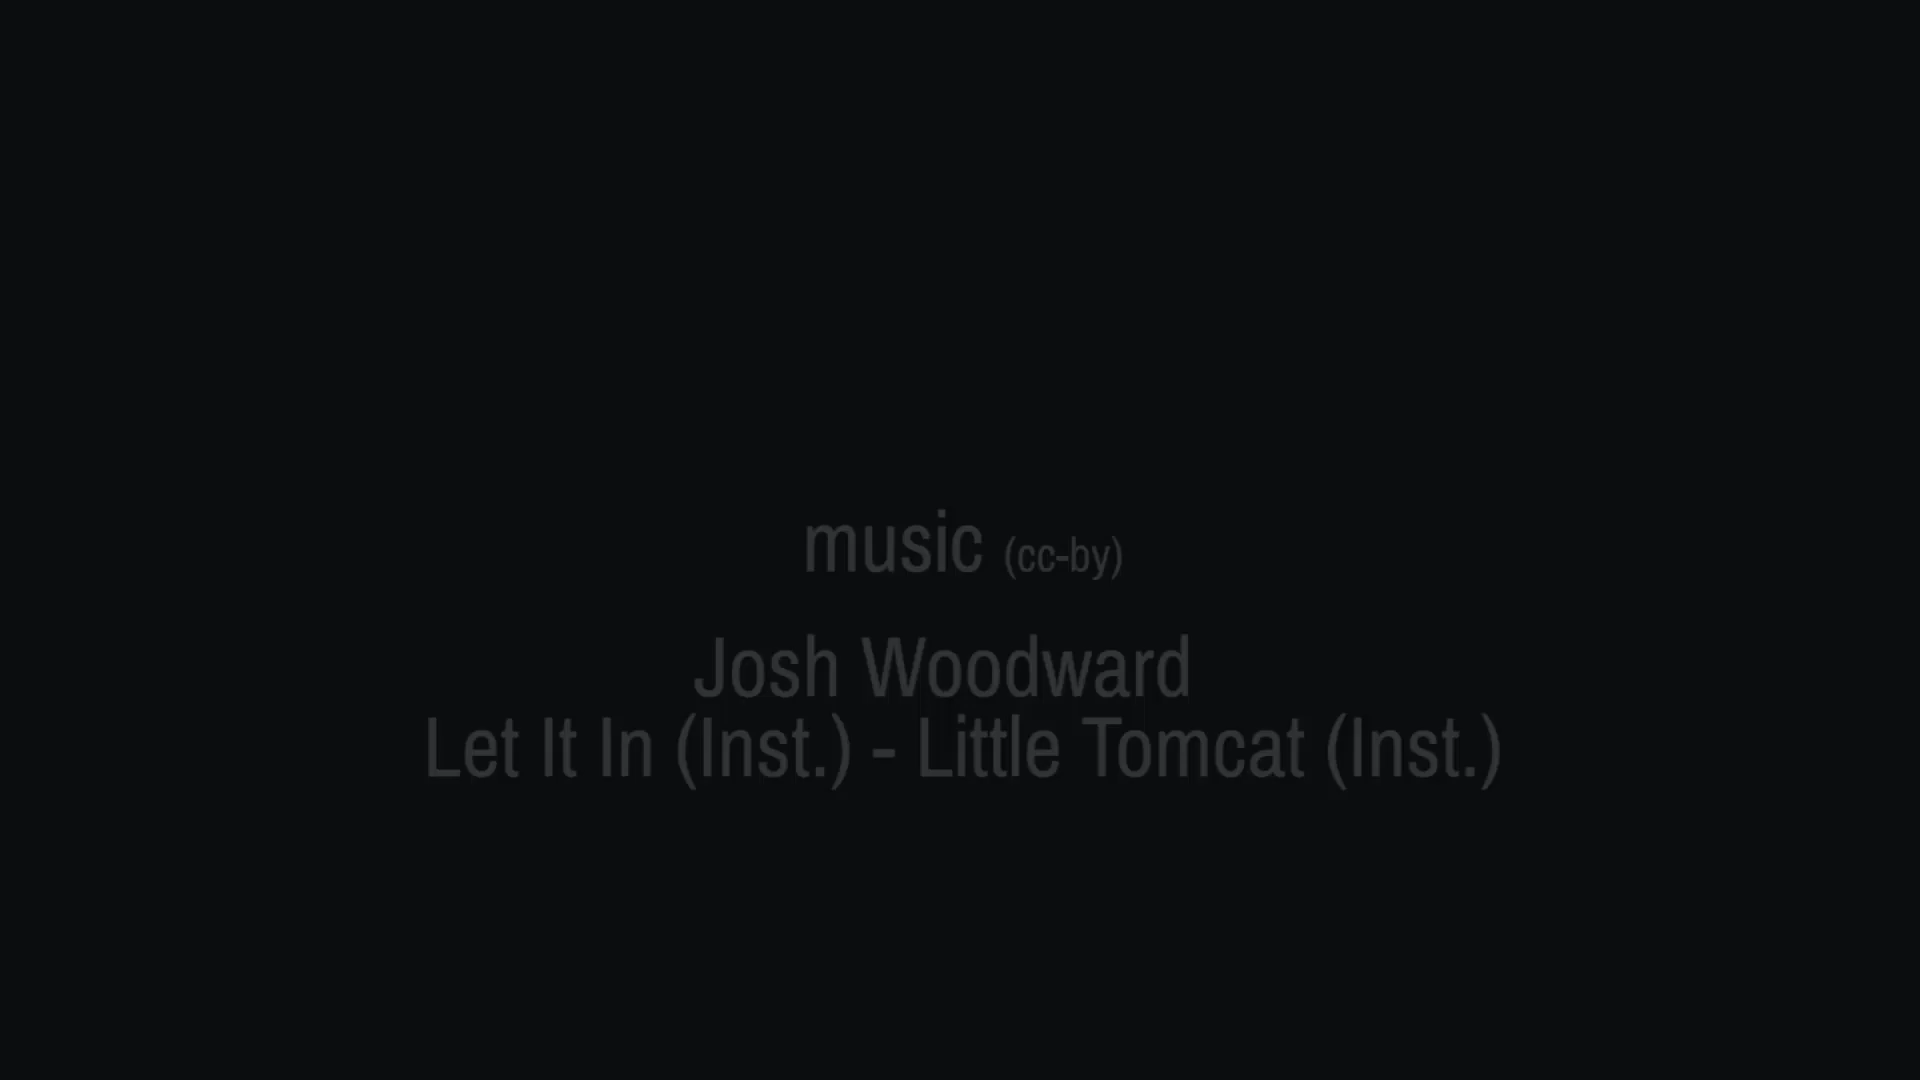 music (cc-by)
Josh Woodward
Let It In (Inst.) - Little Tomcat (Inst.)